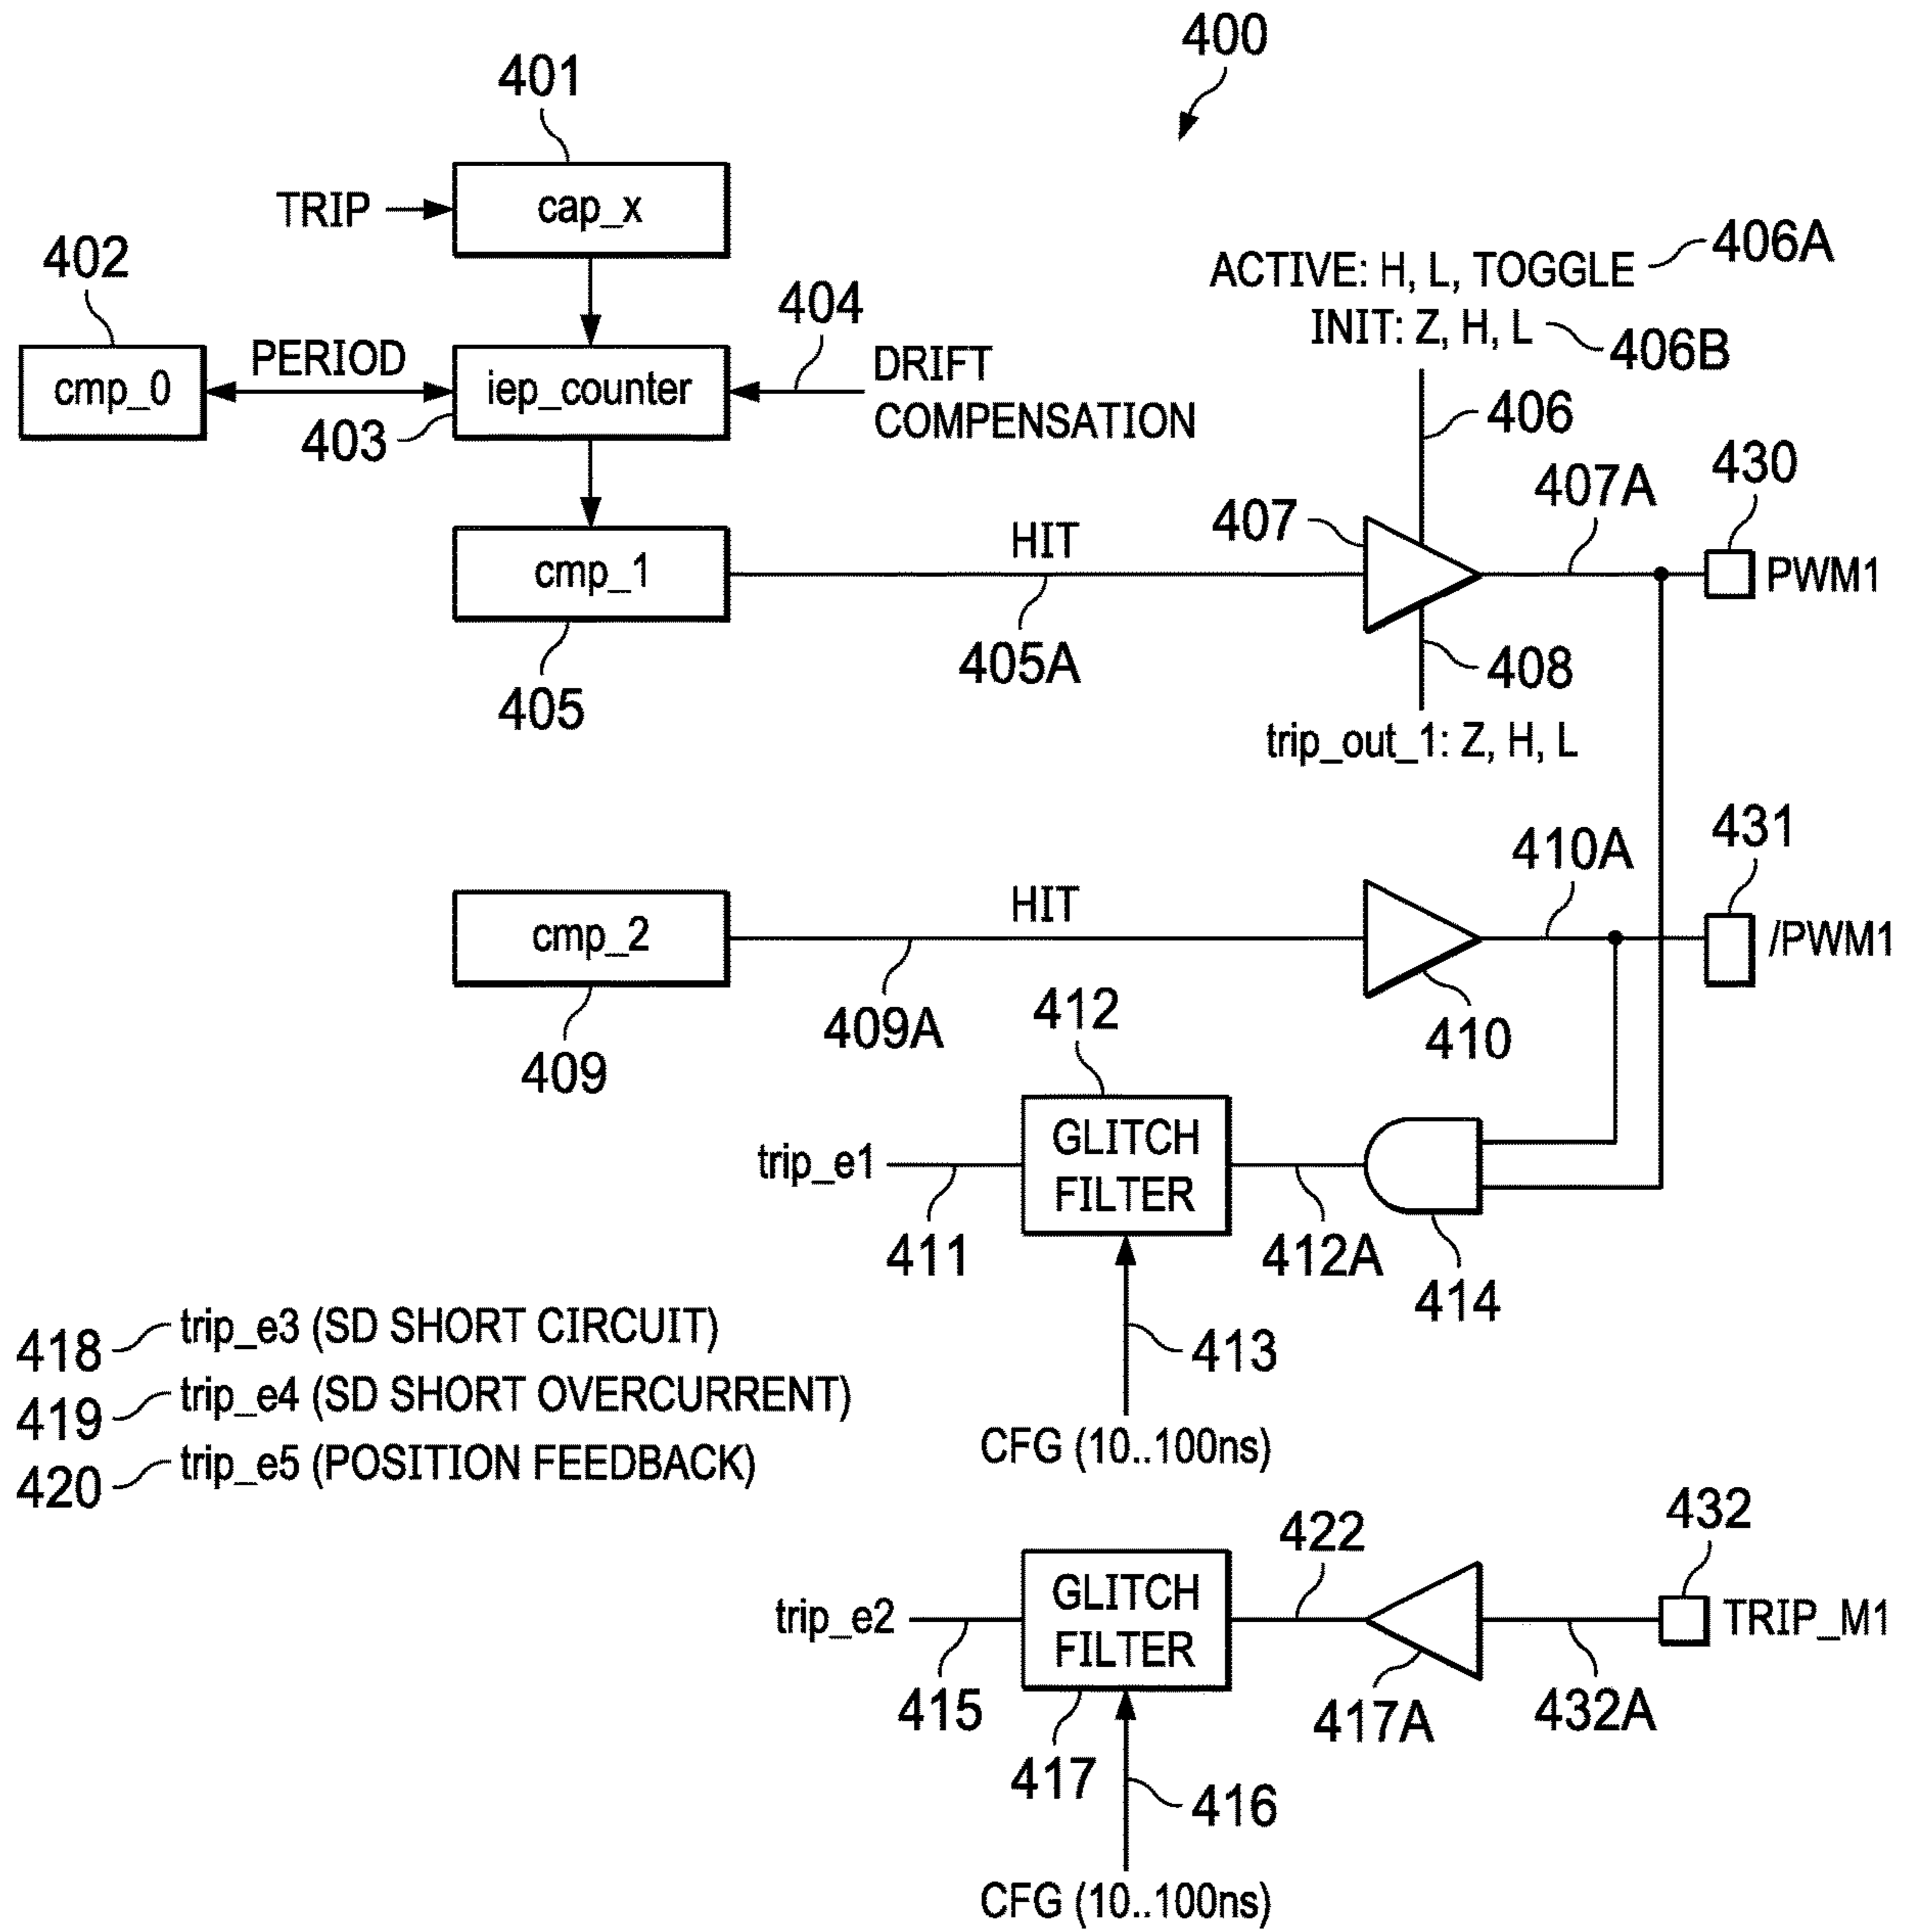 400
401
cap_x
TRIP
402
cmp_0
PERIOD
iep_counter
403
404
DRIFT
COMPENSATION
ACTIVE: H, L, TOGGLE
406A
INIT: Z, H, L
406B
406
407
407A
430
PWM1
cmp_1
405
HIT
405A
408
trip_out_1: Z, H, L
431
/PWM1
410A
cmp_2
409
HIT
409A
410
412
GLITCH
FILTER
trip_e1
411
412A
414
413
CFG (10..100ns)
418
trip_e3 (SD SHORT CIRCUIT)
419
trip_e4 (SD SHORT OVERCURRENT)
420
trip_e5 (POSITION FEEDBACK)
432
TRIP_M1
422
GLITCH
FILTER
trip_e2
415
417
417A
432A
416
CFG (10..100ns)